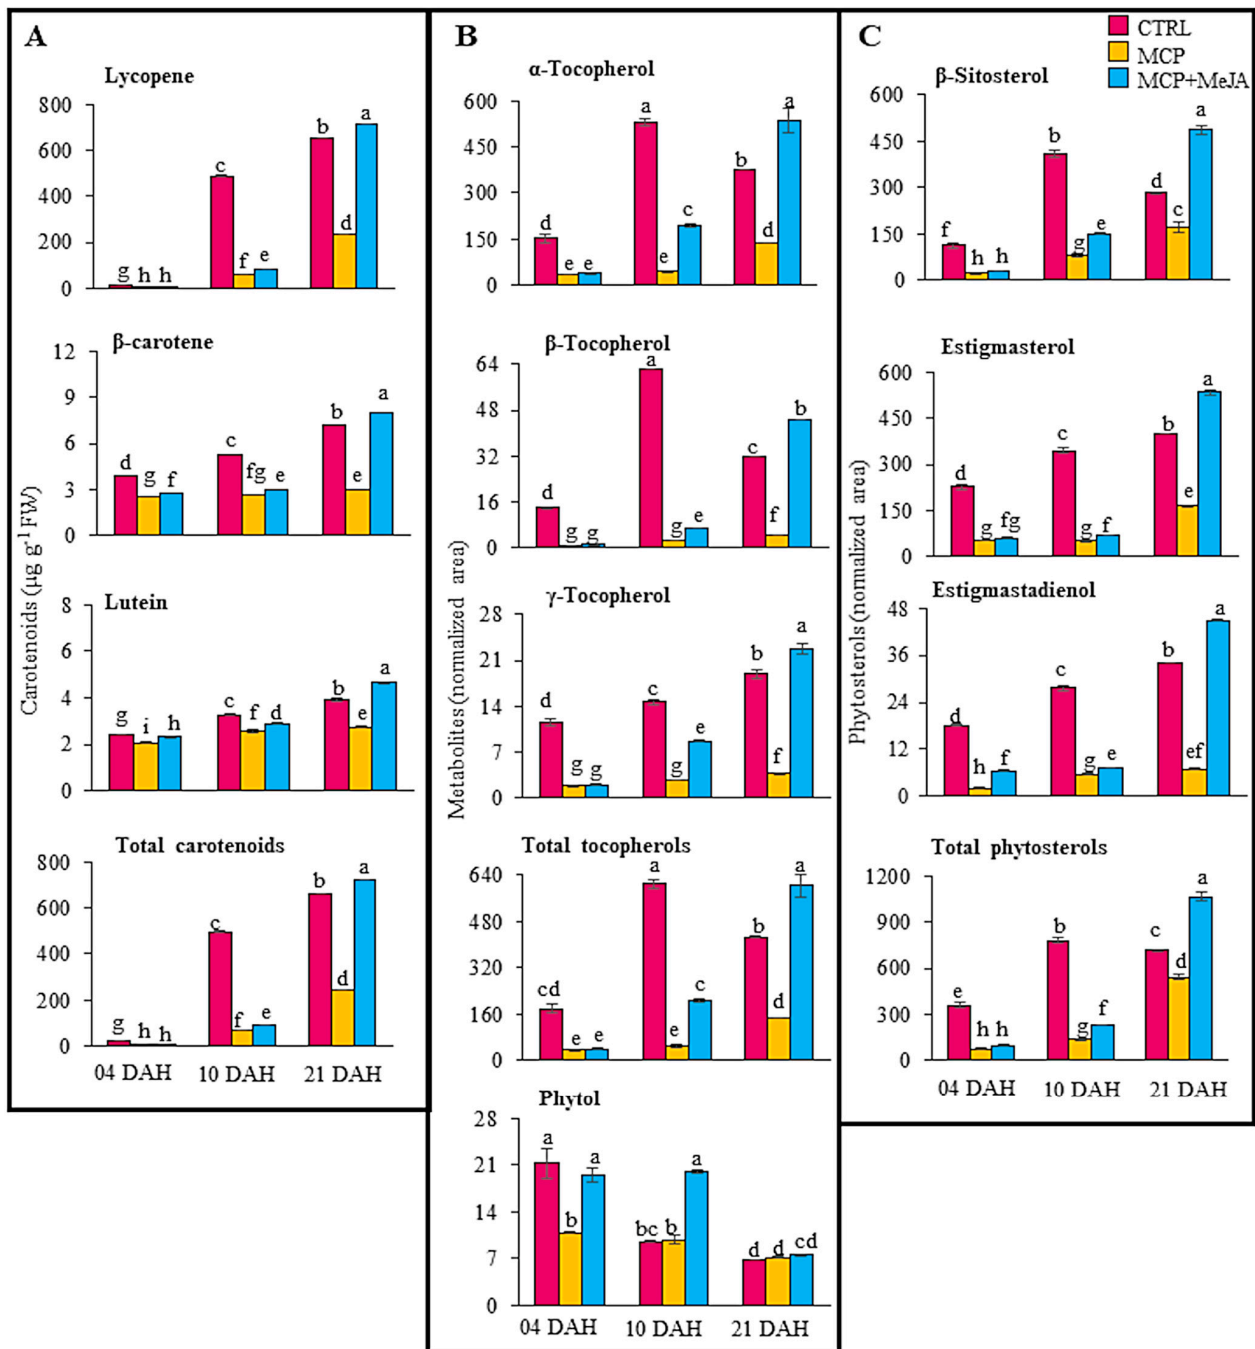 A
Lycopene
800
600
400
200
0
g h h
c f e
b d a
β-carotene
12
9
6
3
0
d g f
c fg e
b e a
Lutein
8
6
4
2
0
g i h
c f d
b e a
Total carotenoids
800
600
400
200
0
g h h
c f e
b d a
04 DAH 10 DAH 21 DAH
Carotenoids (µg g⁻¹ FW)
B
α-Tocopherol
600
450
300
150
0
d e e
a e c
b d a
β-Tocopherol
64
48
32
16
0
d g g
a g e
c f b
γ-Tocopherol
28
21
14
7
0
d g g
c g e
b f a
Total tocopherols
640
480
320
160
0
cd e e
a e c
b d a
Phytol
28
21
14
7
0
a b a
bc b a
d d cd
04 DAH 10 DAH 21 DAH
Metabolites (normalized area)
C
CTRL
MCP
MCP+MeJA
β-Sitosterol
600
450
300
150
0
f h h
b g e
d c a
Estigmasterol
600
450
300
150
0
d g fg
c g f
b e a
Estigmastadienol
48
36
24
12
0
d h f
c g e
b ef a
Total phytosterols
1200
900
600
300
0
e h h
b g f
c d a
04 DAH 10 DAH 21 DAH
Phytosterols (normalized area)